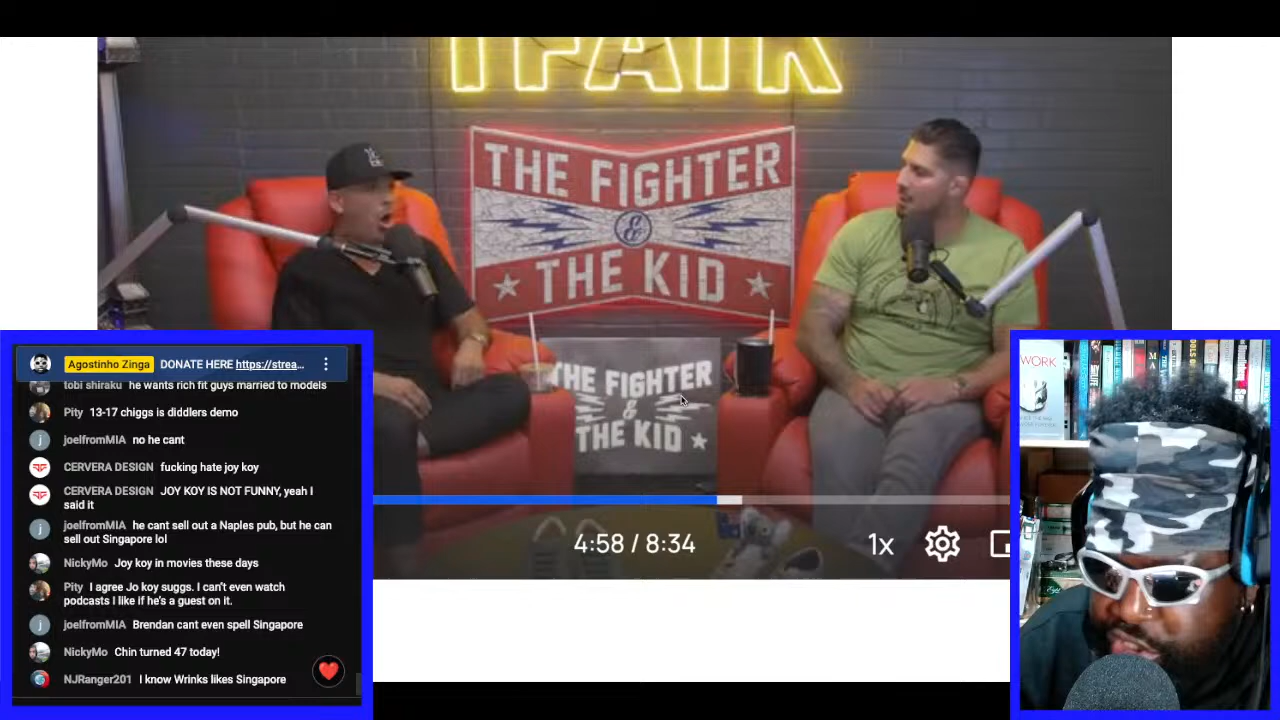 TFATK
THE FIGHTER
&
THE KID
THE FIGHTER
&
THE KID
4:58 / 8:34
1x
Agostinho Zinga DONATE HERE https://strea...
tobi shiraku he wants rich fit guys married to models
Pity 13-17 chiggs is diddlers demo
joelfromMIA no he cant
CERVERA DESIGN fucking hate joy koy
CERVERA DESIGN JOY KOY IS NOT FUNNY, yeah I
said it
joelfromMIA he cant sell out a Naples pub, but he can
sell out Singapore lol
NickyMo Joy koy in movies these days
Pity I agree Jo koy suggs. I can't even watch
podcasts I like if he's a guest on it.
joelfromMIA Brendan cant even spell Singapore
NickyMo Chin turned 47 today!
NJRanger201 I know Wrinks likes Singapore
WORK